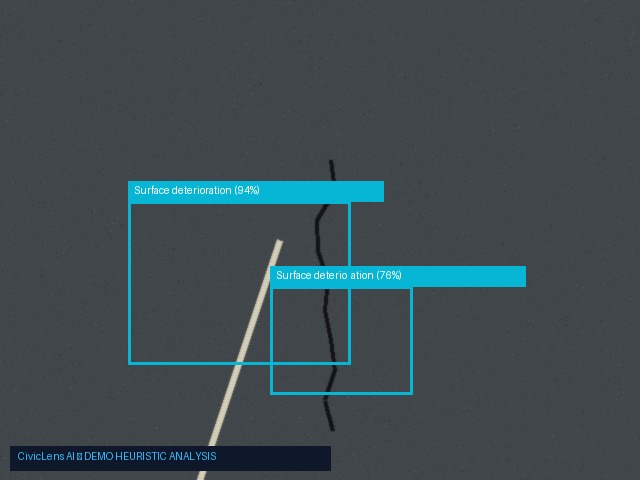 Surface deterioration (94%)
Surface deterio ation (76%)
CivicLens AI □ DEMO HEURISTIC ANALYSIS